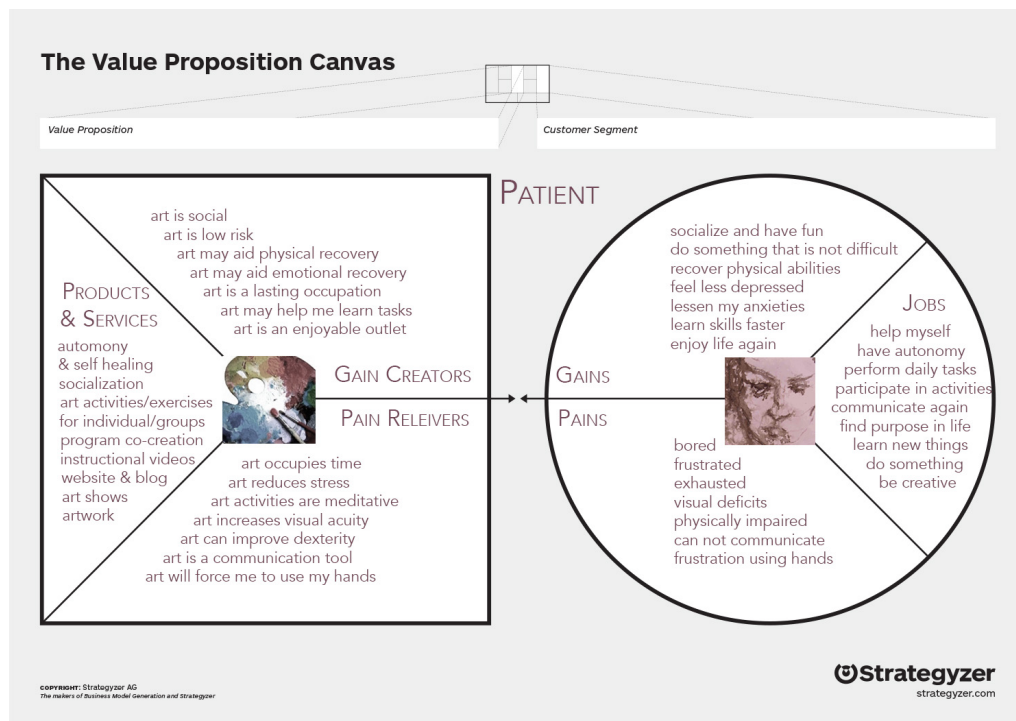 The Value Proposition Canvas
Value Proposition
Customer Segment
PATIENT
art is social
art is low risk
art may aid physical recovery
art may aid emotional recovery
art is a lasting occupation
art may help me learn tasks
art is an enjoyable outlet
PRODUCTS
& SERVICES
automony
& self healing
socialization
art activities/exercises
for individual/groups
program co-creation
instructional videos
website & blog
art shows
artwork
GAIN CREATORS
PAIN RELEIVERS
art occupies time
art reduces stress
art activities are meditative
art increases visual acuity
art can improve dexterity
art is a communication tool
art will force me to use my hands
socialize and have fun
do something that is not difficult
recover physical abilities
feel less depressed
lessen my anxieties
learn skills faster
enjoy life again
GAINS
PAINS
bored
frustrated
exhausted
visual deficits
physically impaired
can not communicate
frustration using hands
JOBS
help myself
have autonomy
perform daily tasks
participate in activities
communicate again
find purpose in life
learn new things
do something
be creative
COPYRIGHT: Strategyzer AG
The makers of Business Model Generation and Strategyzer
Strategyzer
strategyzer.com